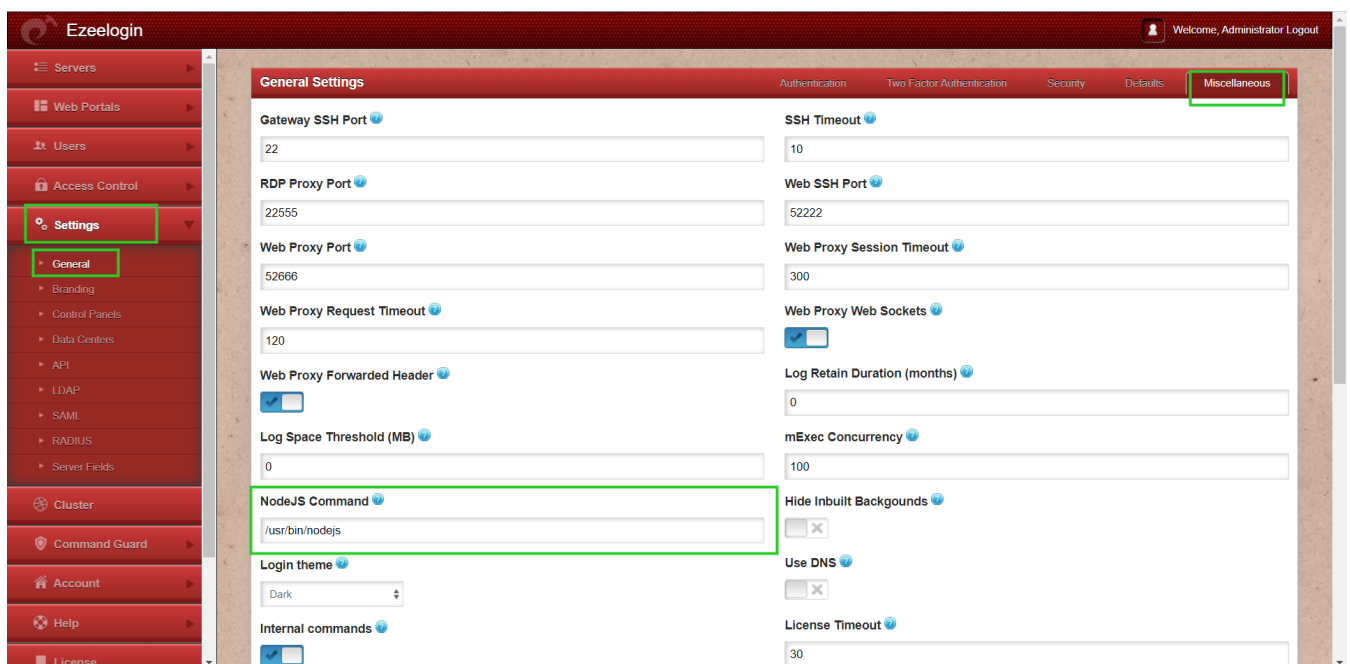 Ezeelogin
Welcome, Administrator Logout
Servers
Web Portals
Users
Access Control
Settings
General
Branding
Control Panels
Data Centers
API
LDAP
SAML
RADIUS
Server Fields
Cluster
Command Guard
Account
Help
License
General Settings
Authentication
Two Factor Authentication
Security
Defaults
Miscellaneous
Gateway SSH Port
22
SSH Timeout
10
RDP Proxy Port
22555
Web SSH Port
52222
Web Proxy Port
52666
Web Proxy Session Timeout
300
Web Proxy Request Timeout
120
Web Proxy Web Sockets
Web Proxy Forwarded Header
Log Retain Duration (months)
0
Log Space Threshold (MB)
0
mExec Concurrency
100
NodeJS Command
/usr/bin/nodejs
Hide Inbuilt Backgounds
Login theme
Dark
Use DNS
Internal commands
License Timeout
30